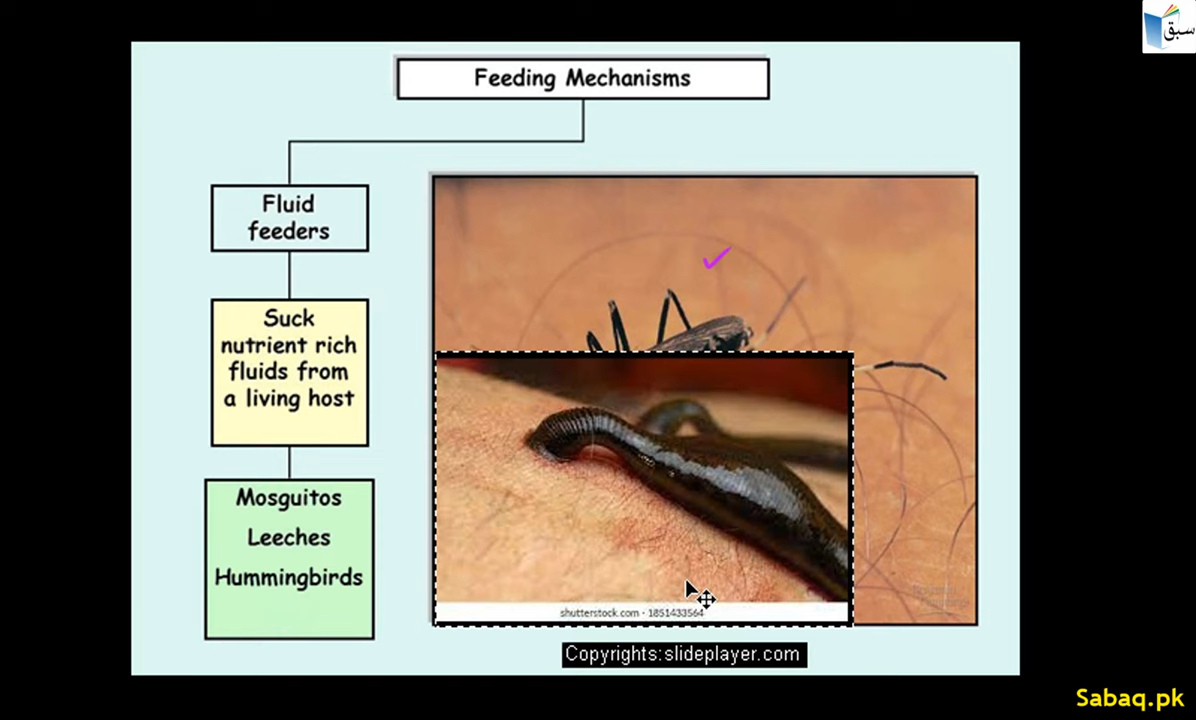 سبق
Feeding Mechanisms
Fluid
feeders
Suck
nutrient rich
fluids from
a living host
Mosquitos
Leeches
Hummingbirds
shutterstock.com · 1851433564
Copyrights:slideplayer.com
Sabaq.pk